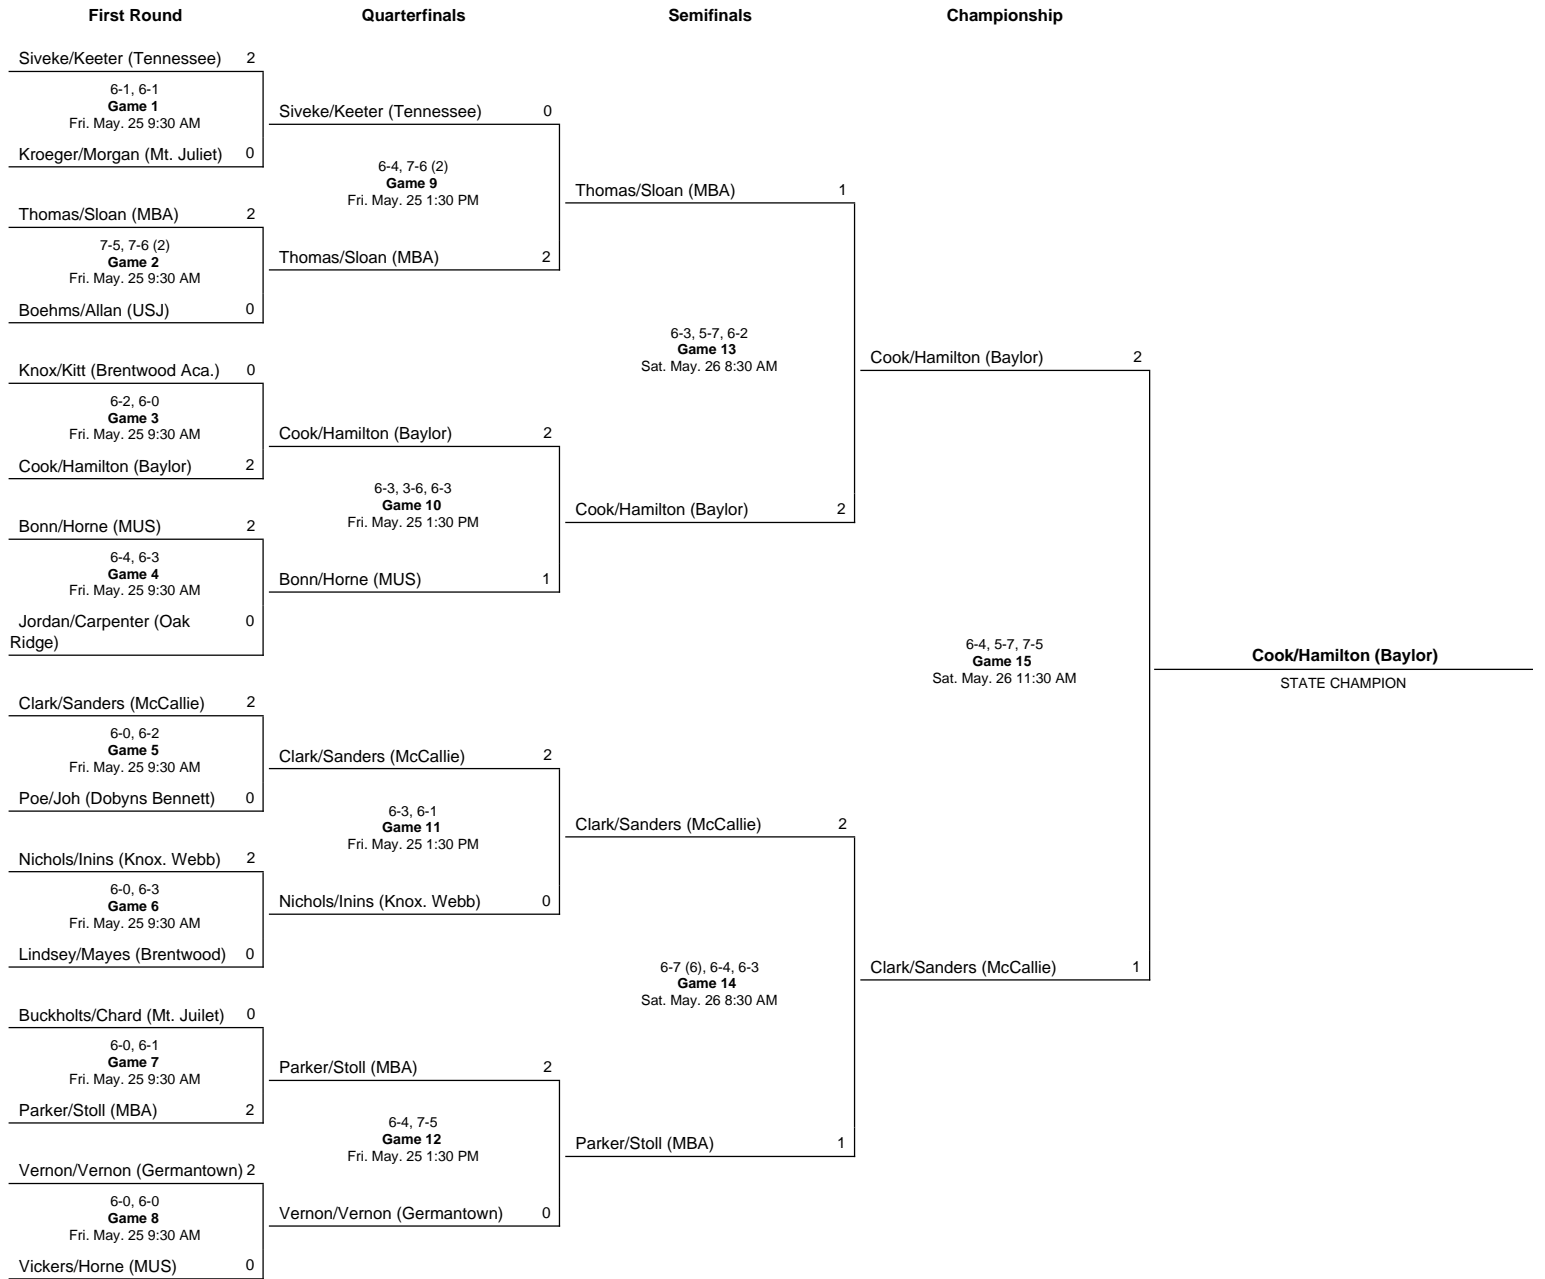 First Round
Quarterfinals
Semifinals
Championship
Siveke/Keeter (Tennessee) 2
6-1, 6-1
Game 1
Fri. May. 25 9:30 AM
Kroeger/Morgan (Mt. Juliet) 0
Thomas/Sloan (MBA) 2
7-5, 7-6 (2)
Game 2
Fri. May. 25 9:30 AM
Boehms/Allan (USJ) 0
Knox/Kitt (Brentwood Aca.) 0
6-2, 6-0
Game 3
Fri. May. 25 9:30 AM
Cook/Hamilton (Baylor) 2
Bonn/Horne (MUS) 2
6-4, 6-3
Game 4
Fri. May. 25 9:30 AM
Jordan/Carpenter (Oak 0
Ridge)
Clark/Sanders (McCallie) 2
6-0, 6-2
Game 5
Fri. May. 25 9:30 AM
Poe/Joh (Dobyns Bennett) 0
Nichols/Inins (Knox. Webb) 2
6-0, 6-3
Game 6
Fri. May. 25 9:30 AM
Lindsey/Mayes (Brentwood) 0
Buckholts/Chard (Mt. Juilet) 0
6-0, 6-1
Game 7
Fri. May. 25 9:30 AM
Parker/Stoll (MBA) 2
Vernon/Vernon (Germantown) 2
6-0, 6-0
Game 8
Fri. May. 25 9:30 AM
Vickers/Horne (MUS) 0
Siveke/Keeter (Tennessee) 0
6-4, 7-6 (2)
Game 9
Fri. May. 25 1:30 PM
Thomas/Sloan (MBA) 2
Cook/Hamilton (Baylor) 2
6-3, 3-6, 6-3
Game 10
Fri. May. 25 1:30 PM
Bonn/Horne (MUS) 1
Clark/Sanders (McCallie) 2
6-3, 6-1
Game 11
Fri. May. 25 1:30 PM
Nichols/Inins (Knox. Webb) 0
Parker/Stoll (MBA) 2
6-4, 7-5
Game 12
Fri. May. 25 1:30 PM
Vernon/Vernon (Germantown) 0
Thomas/Sloan (MBA) 1
6-3, 5-7, 6-2
Game 13
Sat. May. 26 8:30 AM
Cook/Hamilton (Baylor) 2
Clark/Sanders (McCallie) 2
6-7 (6), 6-4, 6-3
Game 14
Sat. May. 26 8:30 AM
Parker/Stoll (MBA) 1
Cook/Hamilton (Baylor) 2
6-4, 5-7, 7-5
Game 15
Sat. May. 26 11:30 AM
Clark/Sanders (McCallie) 1
Cook/Hamilton (Baylor)
STATE CHAMPION